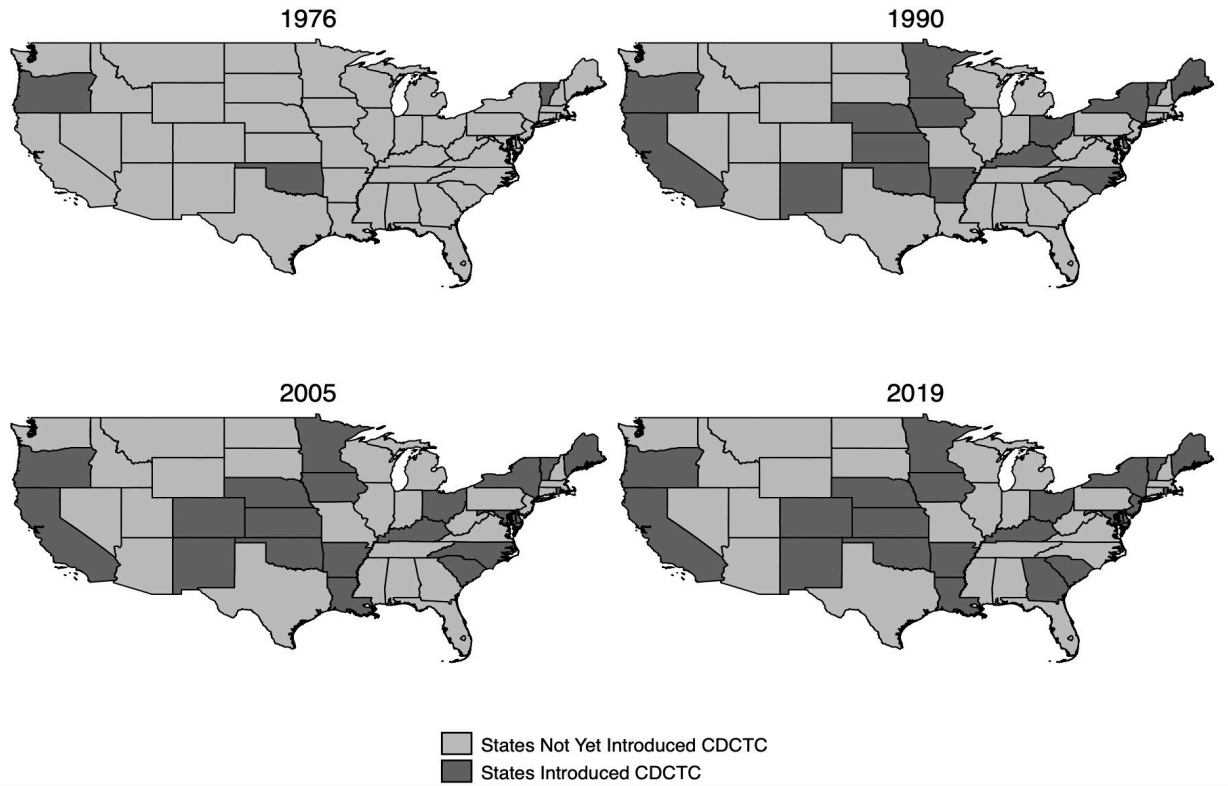 1976
1990
2005
2019
States Not Yet Introduced CDCTC
States Introduced CDCTC